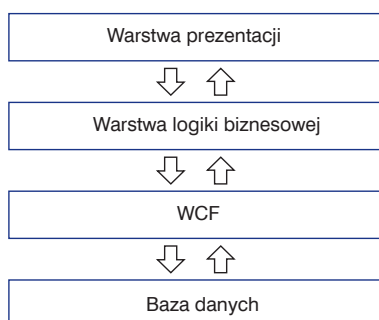 Warstwa prezentacji
Warstwa logiki biznesowej
WCF
Baza danych